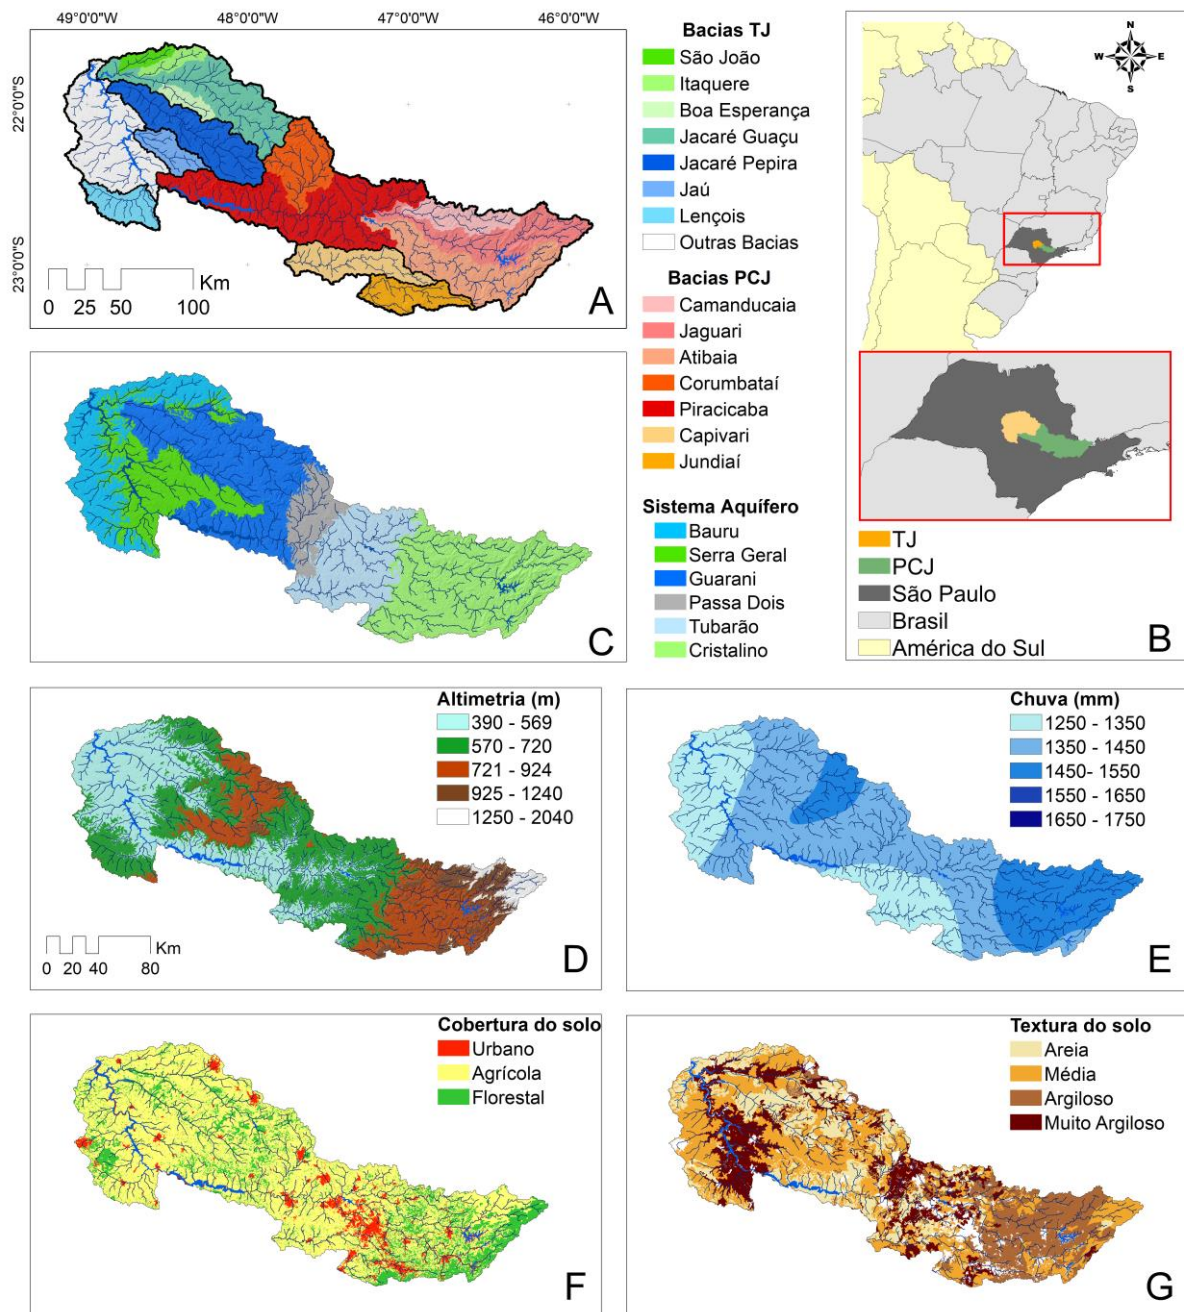 49°0'0"W 48°0'0"W 47°0'0"W 46°0'0"W
22°0'0"S
23°0'0"S
0 25 50 100
Km
A
Bacias TJ
São João
Itaquere
Boa Esperança
Jacaré Guaçu
Jacaré Pepira
Jaú
Lençois
Outras Bacias
Bacias PCJ
Camanducaia
Jaguari
Atibaia
Corumbataí
Piracicaba
Capivari
Jundiaí
N
W E
S
TJ
PCJ
São Paulo
Brasil
América do Sul
B
C
Sistema Aquífero
Bauru
Serra Geral
Guarani
Passa Dois
Tubarão
Cristalino
Altimetria (m)
390 - 569
570 - 720
721 - 924
925 - 1240
1250 - 2040
Km
0 20 40 80
D
Chuva (mm)
1250 - 1350
1350 - 1450
1450- 1550
1550 - 1650
1650 - 1750
E
Cobertura do solo
Urbano
Agrícola
Florestal
F
Textura do solo
Areia
Média
Argiloso
Muito Argiloso
G